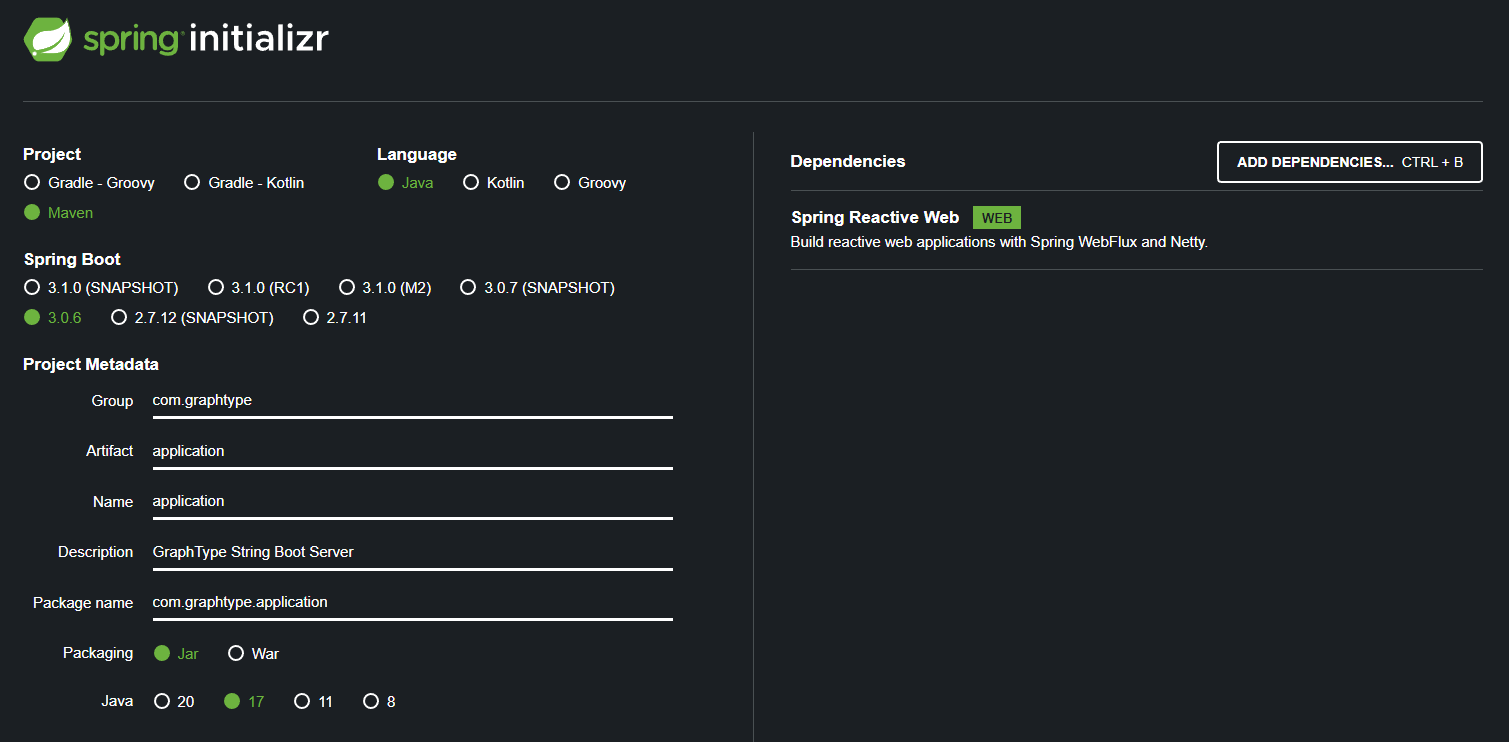 spring initializr
Project
Gradle - Groovy Gradle - Kotlin
Maven
Language
Java Kotlin Groovy
Spring Boot
3.1.0 (SNAPSHOT) 3.1.0 (RC1) 3.1.0 (M2) 3.0.7 (SNAPSHOT)
3.0.6 2.7.12 (SNAPSHOT) 2.7.11
Project Metadata
Group com.graphtype
Artifact application
Name application
Description GraphType String Boot Server
Package name com.graphtype.application
Packaging Jar War
Java 20 17 11 8
Dependencies ADD DEPENDENCIES... CTRL + B
Spring Reactive Web WEB
Build reactive web applications with Spring WebFlux and Netty.